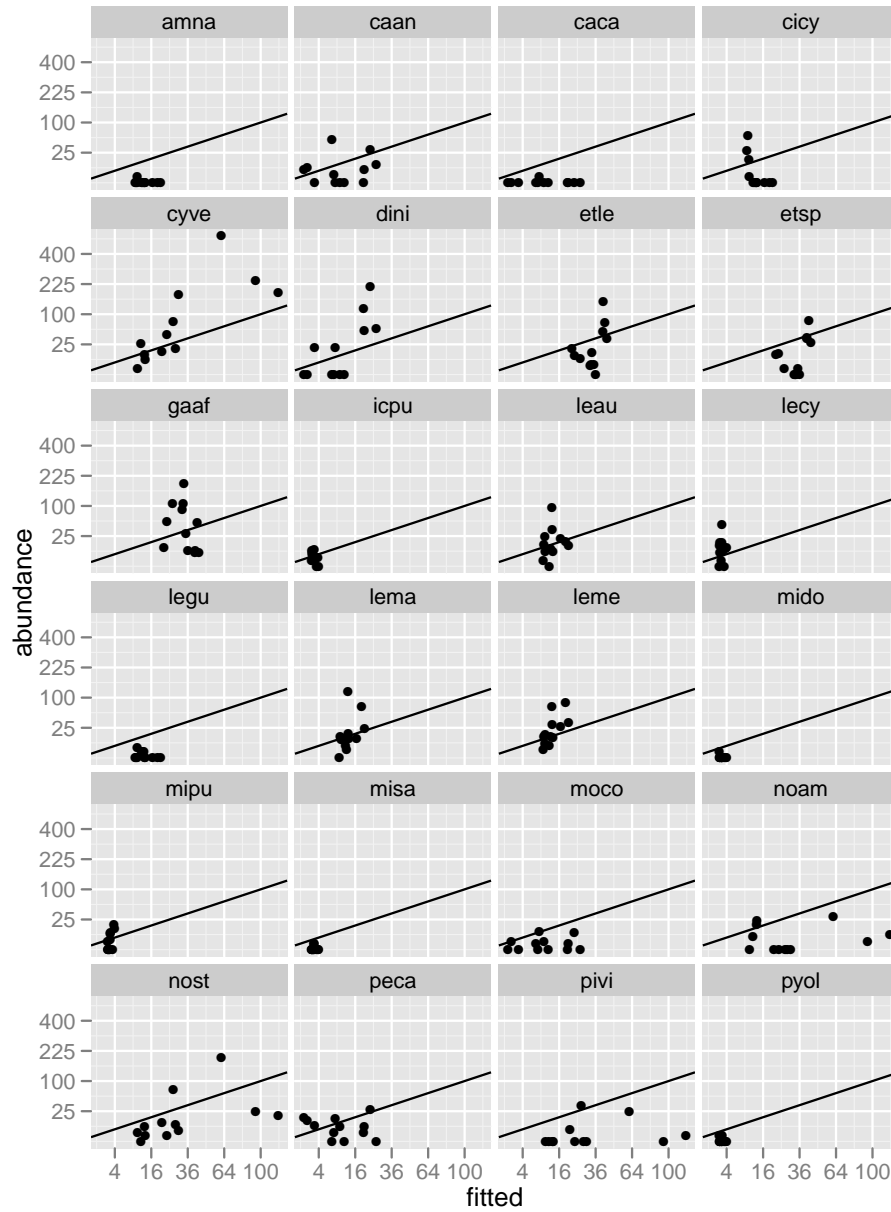 amna caan caca cicy
400
225
100
25
cyve dini etle etsp
400
225
100
25
gaaf icpu leau lecy
400
225
100
25
legu lema leme mido
400
225
100
25
mipu misa moco noam
400
225
100
25
nost peca pivi pyol
400
225
100
25
4 16 36 64 100 4 16 36 64 100 4 16 36 64 100 4 16 36 64 100
fitted
abundance